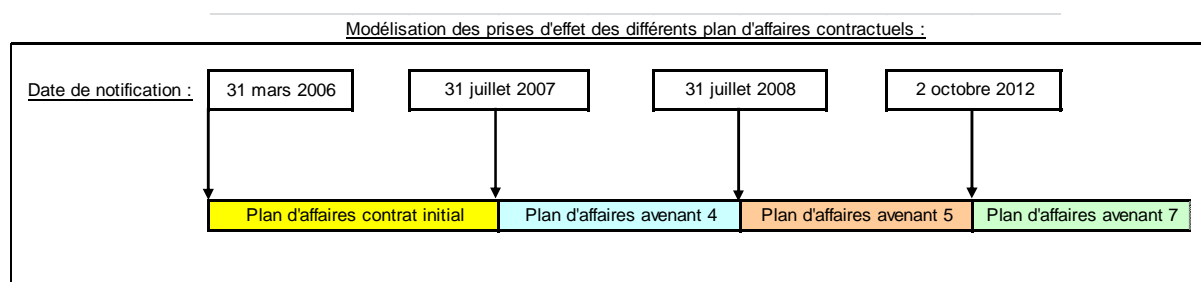 Modélisation des prises d'effet des différents plan d'affaires contractuels :
Date de notification : 31 mars 2006 31 juillet 2007 31 juillet 2008 2 octobre 2012
Plan d'affaires contrat initial Plan d'affaires avenant 4 Plan d'affaires avenant 5 Plan d'affaires avenant 7